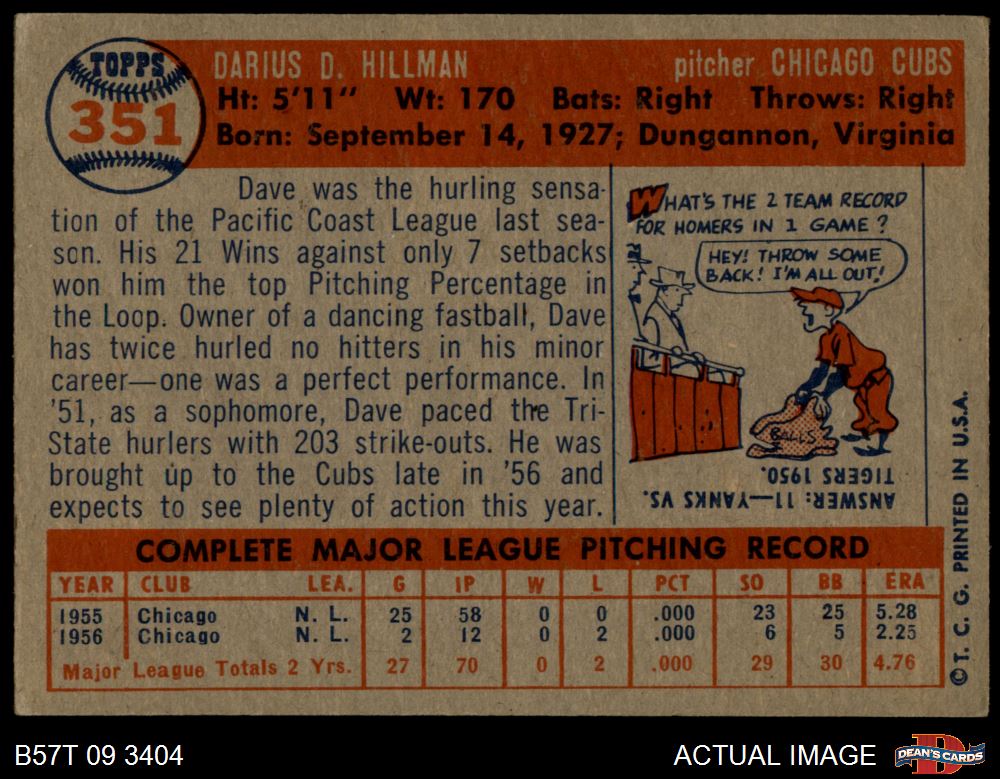 TOPPS
351
DARIUS D. HILLMAN pitcher CHICAGO CUBS
Ht: 5'11" Wt: 170 Bats: Right Throws: Right
Born: September 14, 1927; Dungannon, Virginia
Dave was the hurling sensa-
tion of the Pacific Coast League last sea-
son. His 21 Wins against only 7 setbacks
won him the top Pitching Percentage in
the Loop. Owner of a dancing fastball, Dave
has twice hurled no hitters in his minor
career—one was a perfect performance. In
'51, as a sophomore, Dave paced the Tri-
State hurlers with 203 strike-outs. He was
brought up to the Cubs late in '56 and
expects to see plenty of action this year.
WHAT'S THE 2 TEAM RECORD
FOR HOMERS IN 1 GAME?
HEY! THROW SOME
BACK! I'M ALL OUT!
BALLS
ANSWER: 11—YANKS VS.
TIGERS 1950.
COMPLETE MAJOR LEAGUE PITCHING RECORD
YEAR CLUB LEA. G IP W L PCT SO BB ERA
1955 Chicago N. L. 25 58 0 0 .000 23 25 5.28
1956 Chicago N. L. 2 12 0 2 .000 6 5 2.25
Major League Totals 2 Yrs. 27 70 0 2 .000 29 30 4.76
© T. C. G. PRINTED IN U.S.A.
B57T 09 3404 ACTUAL IMAGE
D
DEAN'S CARDS